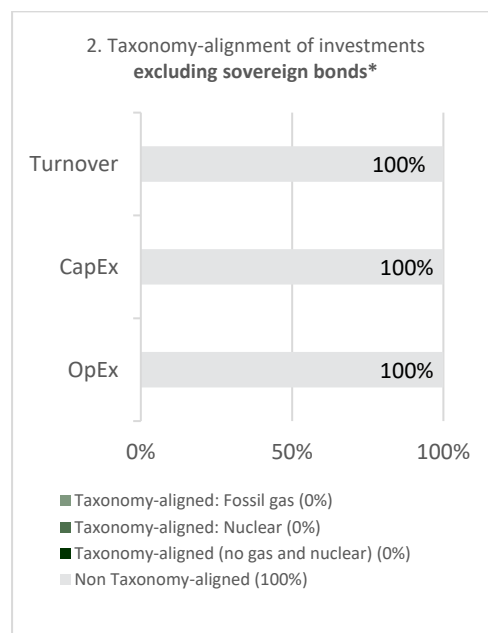 2. Taxonomy-alignment of investments
excluding sovereign bonds*
Turnover
100%
CapEx
100%
OpEx
100%
0%
50%
100%
Taxonomy-aligned: Fossil gas (0%)
Taxonomy-aligned: Nuclear (0%)
Taxonomy-aligned (no gas and nuclear) (0%)
Non Taxonomy-aligned (100%)